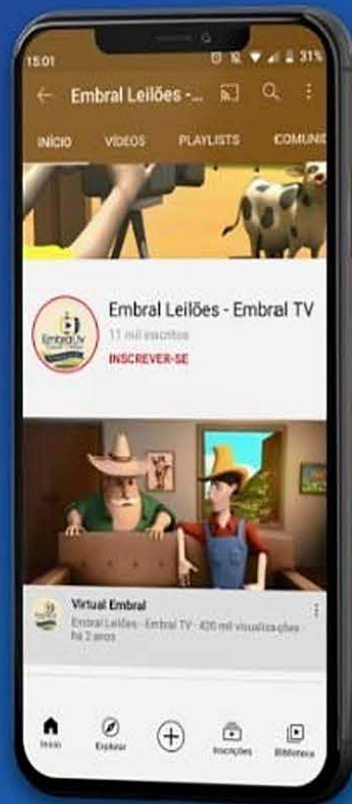 15:01
31%
Embral Leilões -...
INÍCIO VÍDEOS PLAYLISTS COMUNID
Embral Leilões - Embral TV
11 mil inscritos
INSCREVER-SE
Virtual Embral
Embral Leilões - Embral TV · 420 mil visualizações ·
há 2 anos
Início Explorar Inscrições Biblioteca